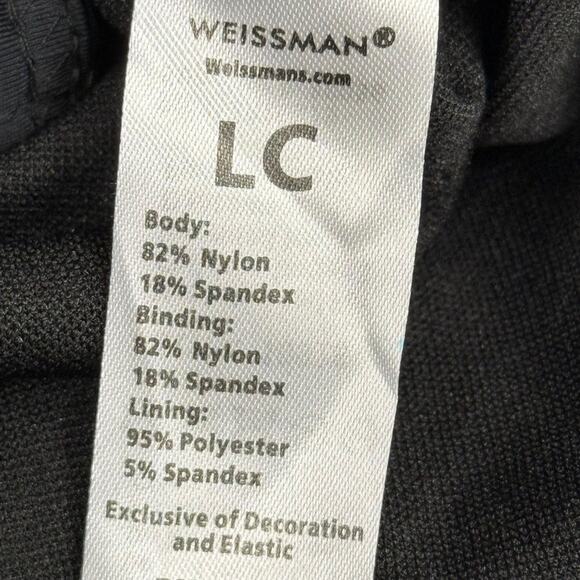 WEISSMAN®
Weissmans.com
LC
Body:
82% Nylon
18% Spandex
Binding:
82% Nylon
18% Spandex
Lining:
95% Polyester
5% Spandex
Exclusive of Decoration
and Elastic